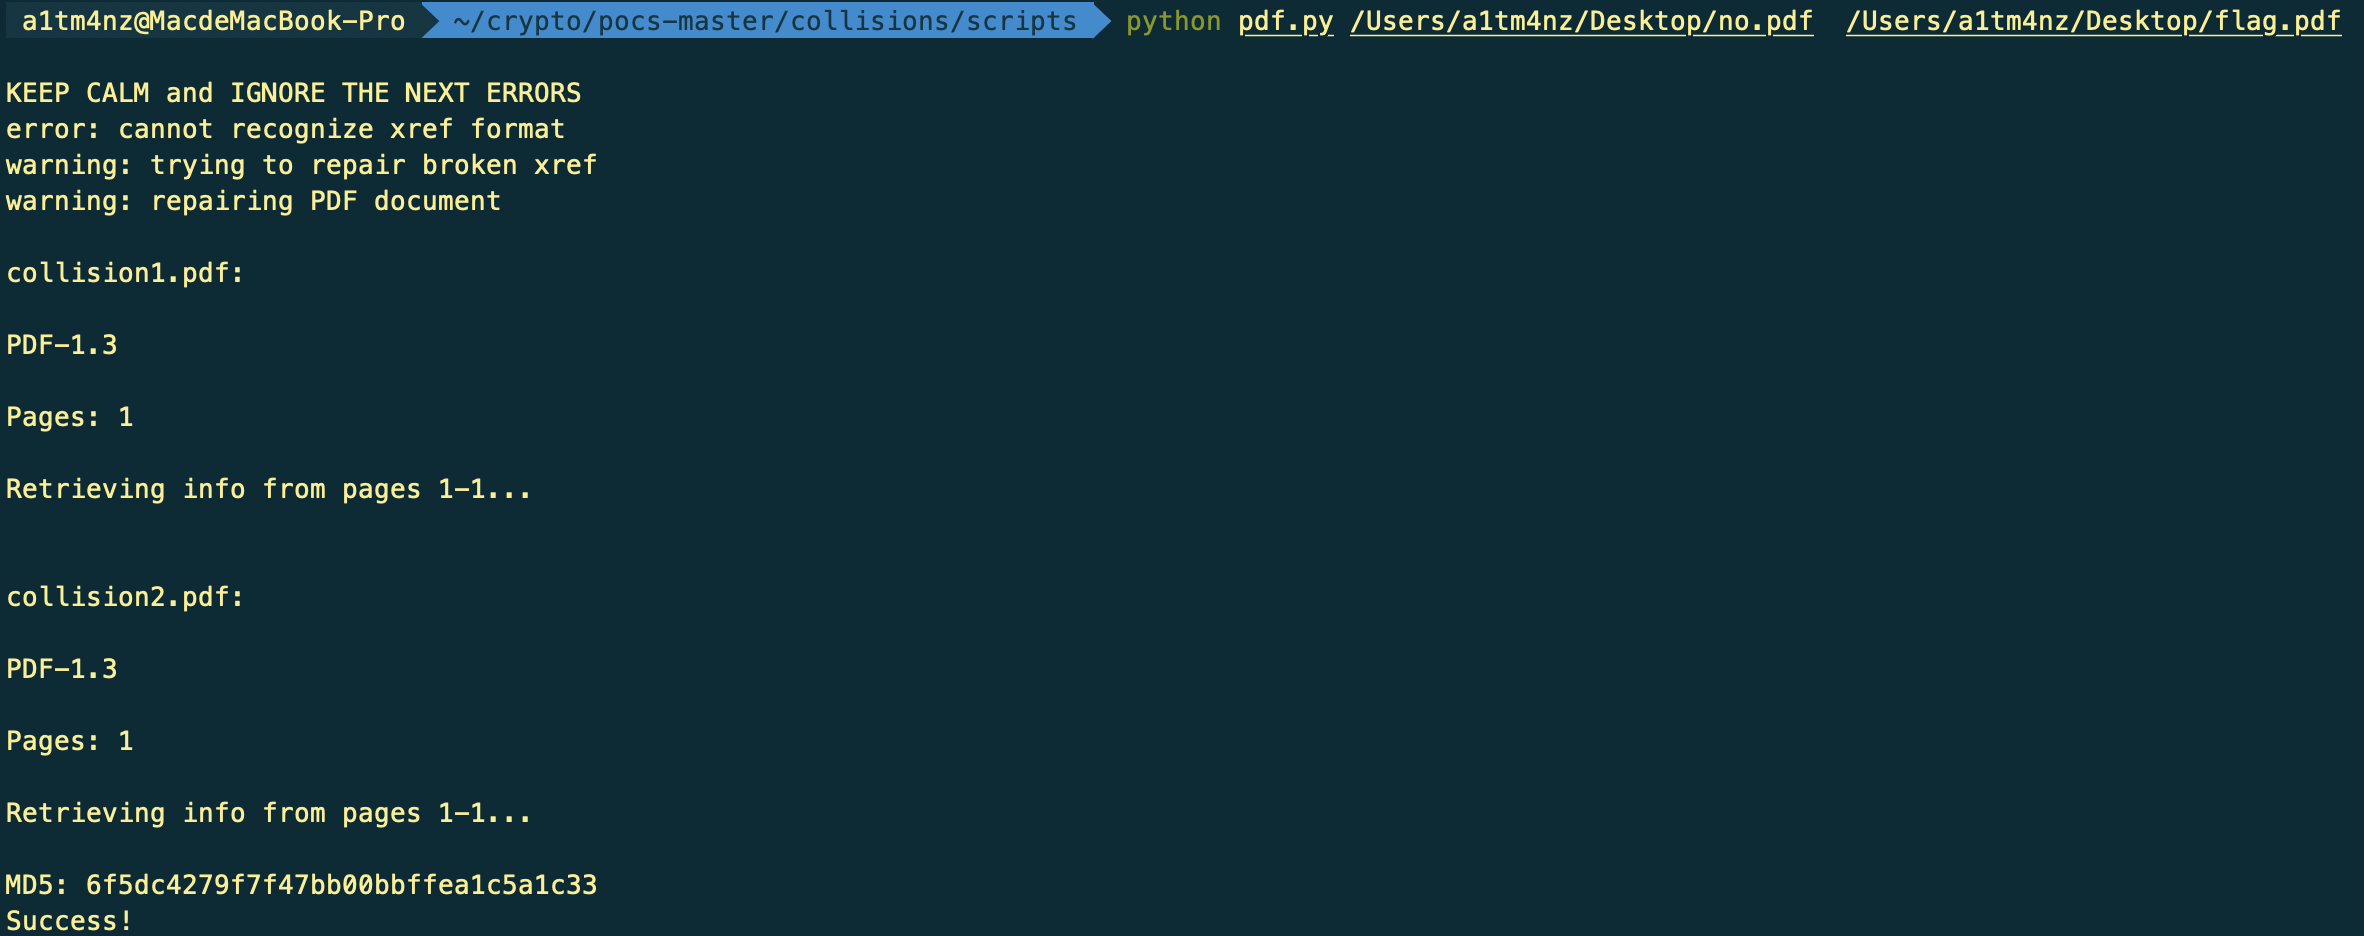 a1tm4nz@MacdeMacBook-Pro ~/crypto/pocs-master/collisions/scripts python pdf.py /Users/a1tm4nz/Desktop/no.pdf /Users/a1tm4nz/Desktop/flag.pdf
KEEP CALM and IGNORE THE NEXT ERRORS
error: cannot recognize xref format
warning: trying to repair broken xref
warning: repairing PDF document
collision1.pdf:
PDF-1.3
Pages: 1
Retrieving info from pages 1-1...
collision2.pdf:
PDF-1.3
Pages: 1
Retrieving info from pages 1-1...
MD5: 6f5dc4279f7f47bb00bbffea1c5a1c33
Success!